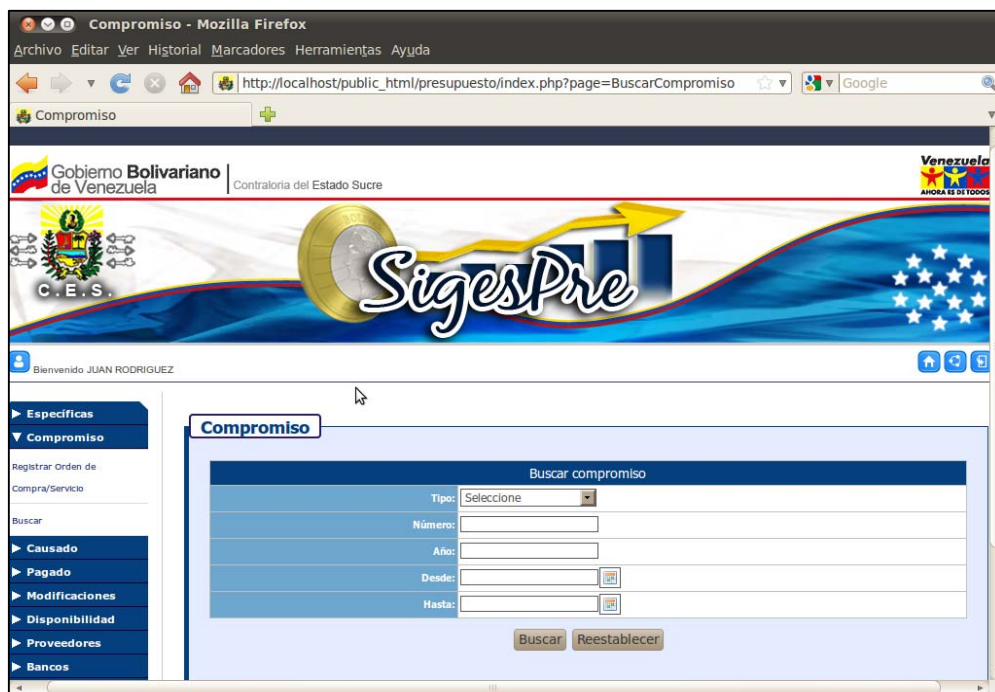 Compromiso - Mozilla Firefox
Archivo Editar Ver Historial Marcadores Herramientas Ayuda
http://localhost/public_html/presupuesto/index.php?page=BuscarCompromiso
Google
Compromiso
Gobierno Bolivariano
de Venezuela
Contraloria del Estado Sucre
Venezuela
AHORA ES DE TODOS
C.E.S.
SigesPre
Bienvenido JUAN RODRIGUEZ
Específicas
Compromiso
Registrar Orden de
Compra/Servicio
Buscar
Causado
Pagado
Modificaciones
Disponibilidad
Proveedores
Bancos
Compromiso
Buscar compromiso
Tipo: Seleccione
Número:
Año:
Desde:
Hasta:
Buscar Reestablecer